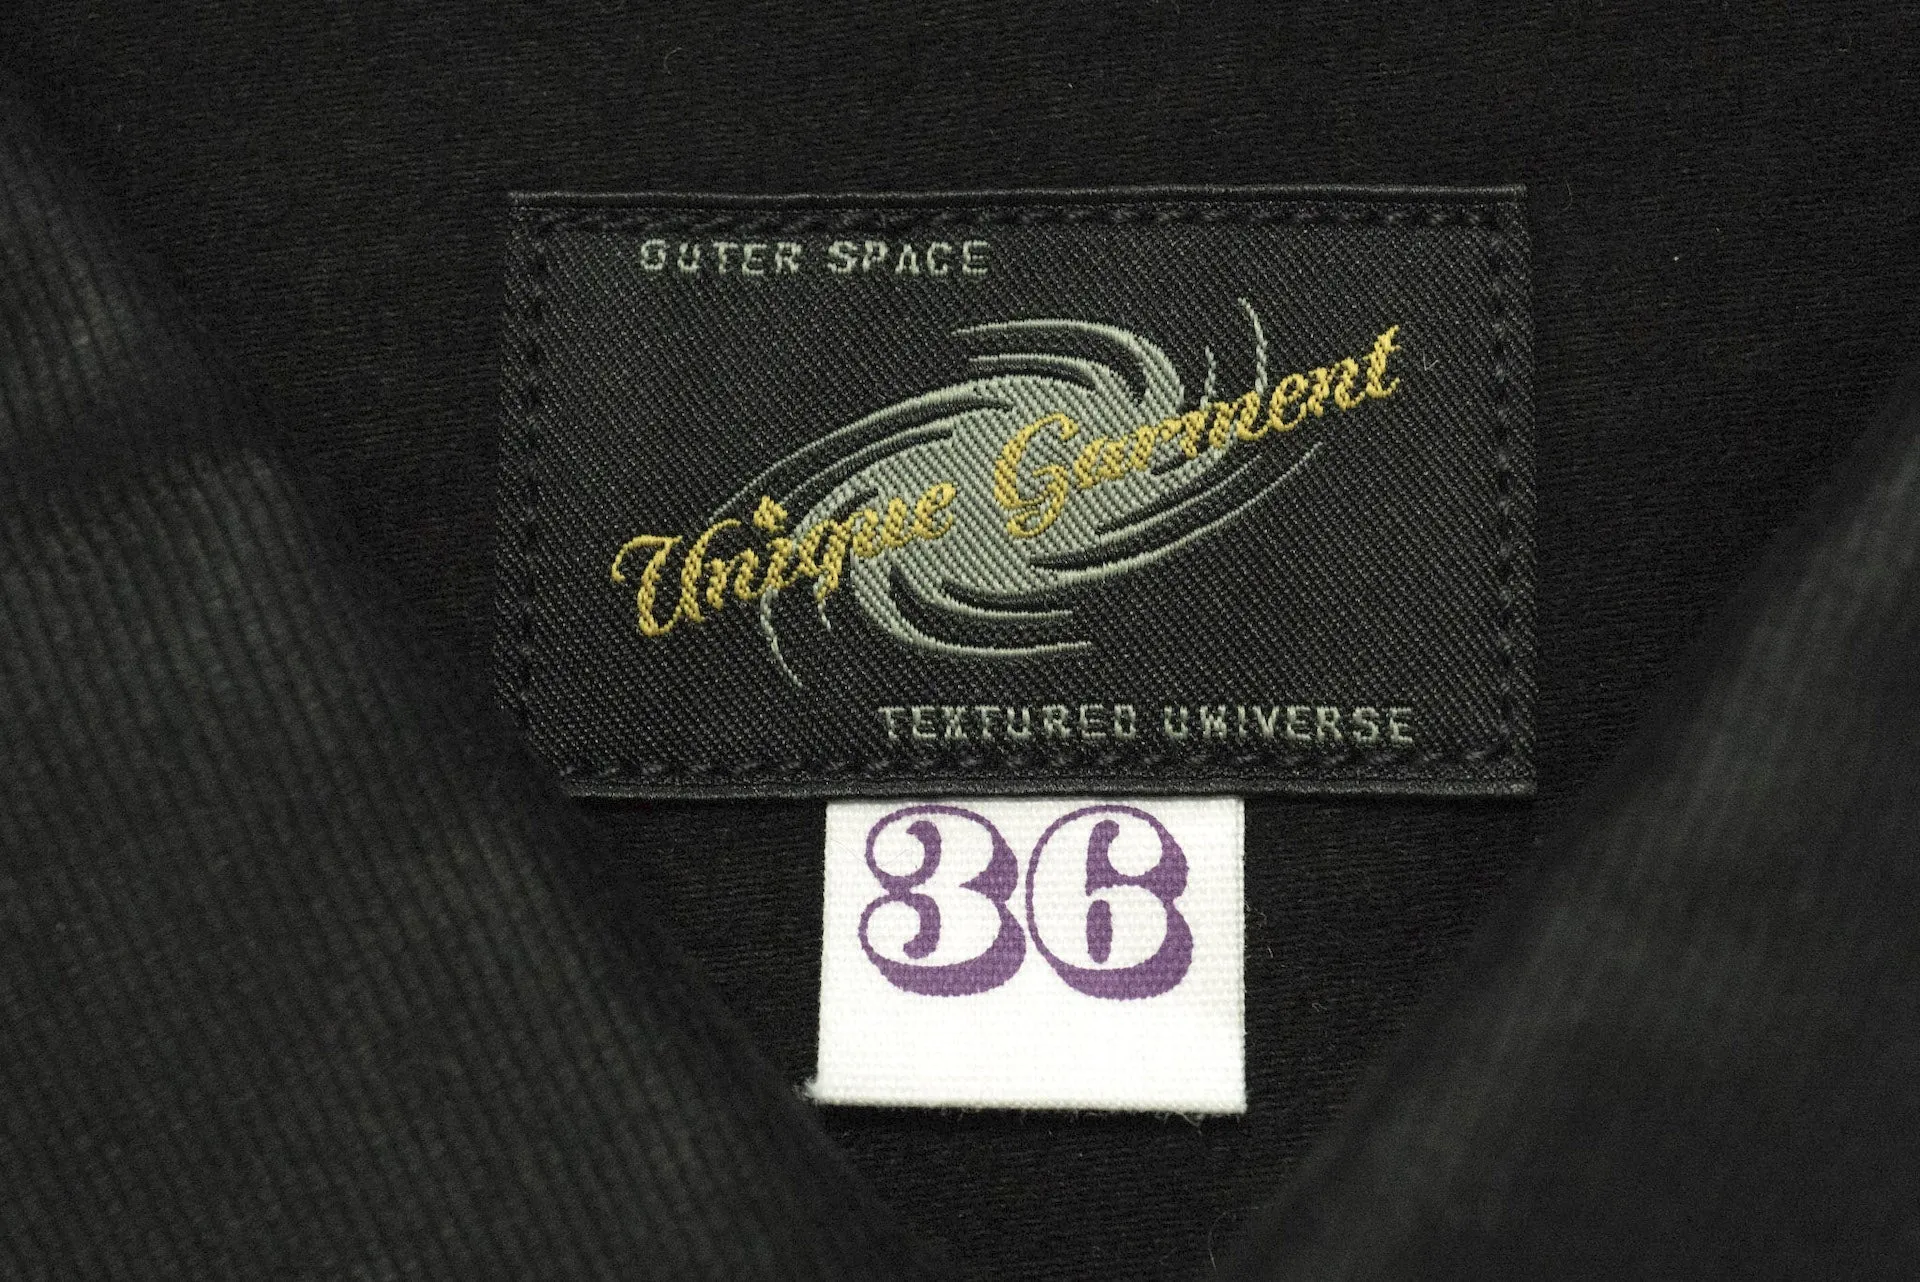 OUTER SPACE
Unique Garment
TEXTURED UNIVERSE
36